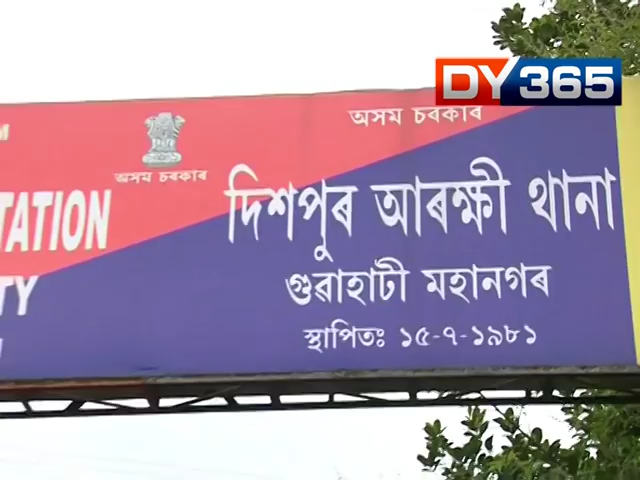 DY365
অসম চৰকাৰ
অসম চৰকাৰ
TATION
দিশপুৰ আৰক্ষী থানা
গুৱাহাটী মহানগৰ
TY
স্থাপিতঃ ১৫-৭-১৯৮১